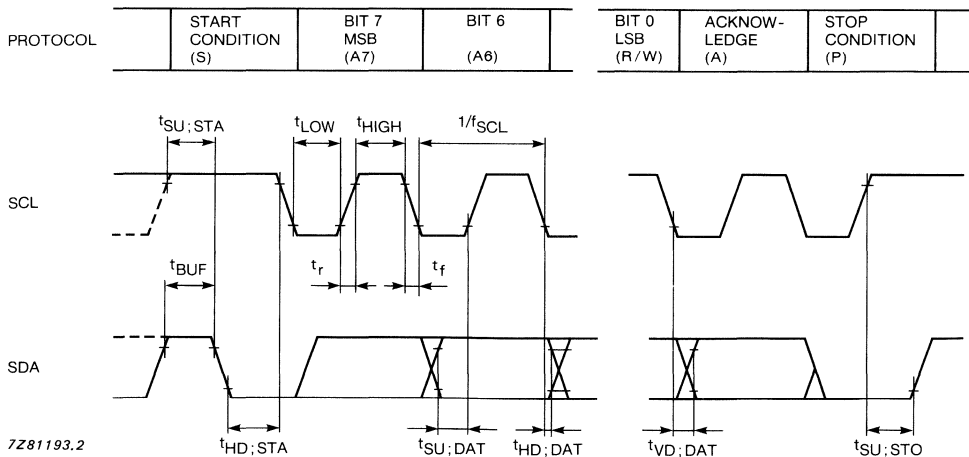 PROTOCOL
START
CONDITION
(S)
BIT 7
MSB
(A7)
BIT 6
(A6)
BIT 0
LSB
(R/W)
ACKNOW-
LEDGE
(A)
STOP
CONDITION
(P)
tSU;STA
tLOW
tHIGH
1/fSCL
SCL
tBUF
tr
tf
SDA
tHD;STA
tSU;DAT
tHD;DAT
tVD;DAT
tSU;STO
7Z81193.2